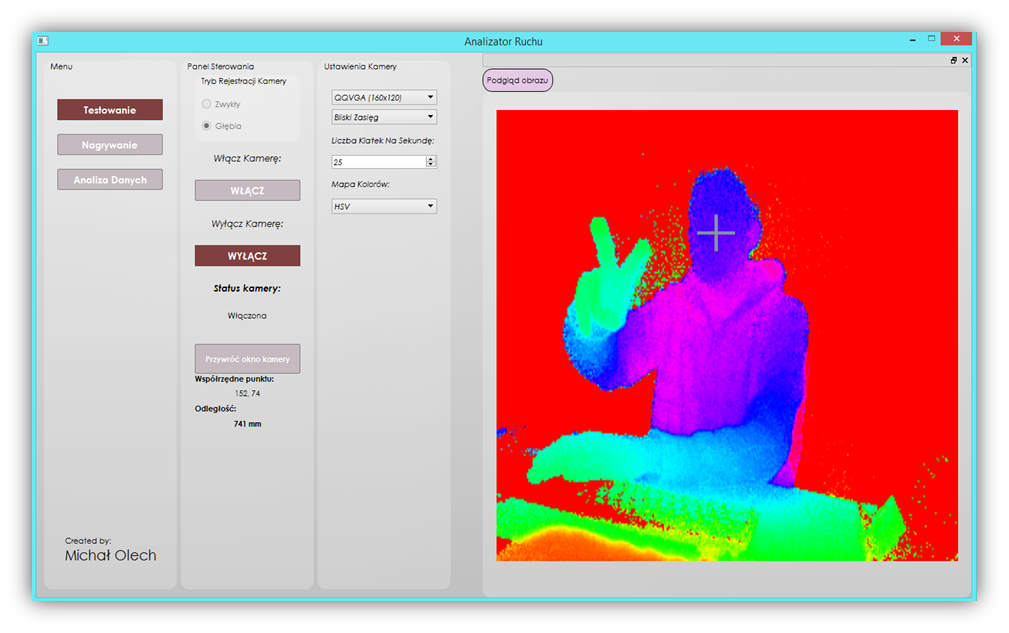 Analizator Ruchu
Menu
Testowanie
Nagrywanie
Analiza Danych
Created by:
Michał Olech
Panel Sterowania
Tryb Rejestracji Kamery
Zwykły
Głębia
Włącz Kamerę:
WŁĄCZ
Wyłącz Kamerę:
WYŁĄCZ
Status kamery:
Włączona
Przywróć okno kamery
Współrzędne punktu:
152, 74
Odległość:
741 mm
Ustawienia Kamery
QQVGA (160x120)
Bliski Zasięg
Liczba Klatek Na Sekundę:
25
Mapa Kolorów:
HSV
Podgląd obrazu